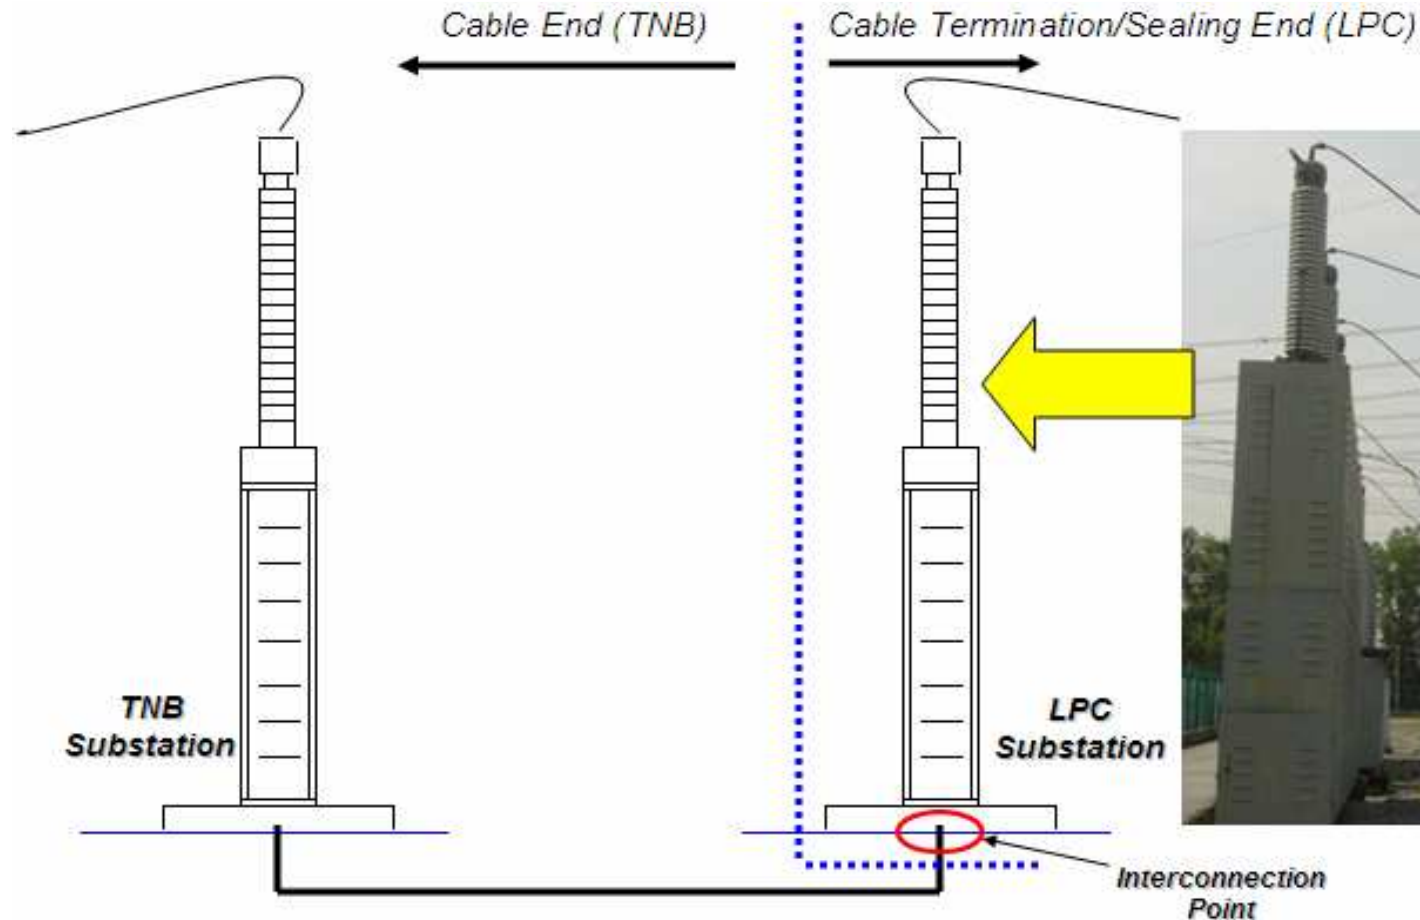 Cable End (TNB)
Cable Termination/Sealing End (LPC)
TNB
Substation
LPC
Substation
Interconnection
Point